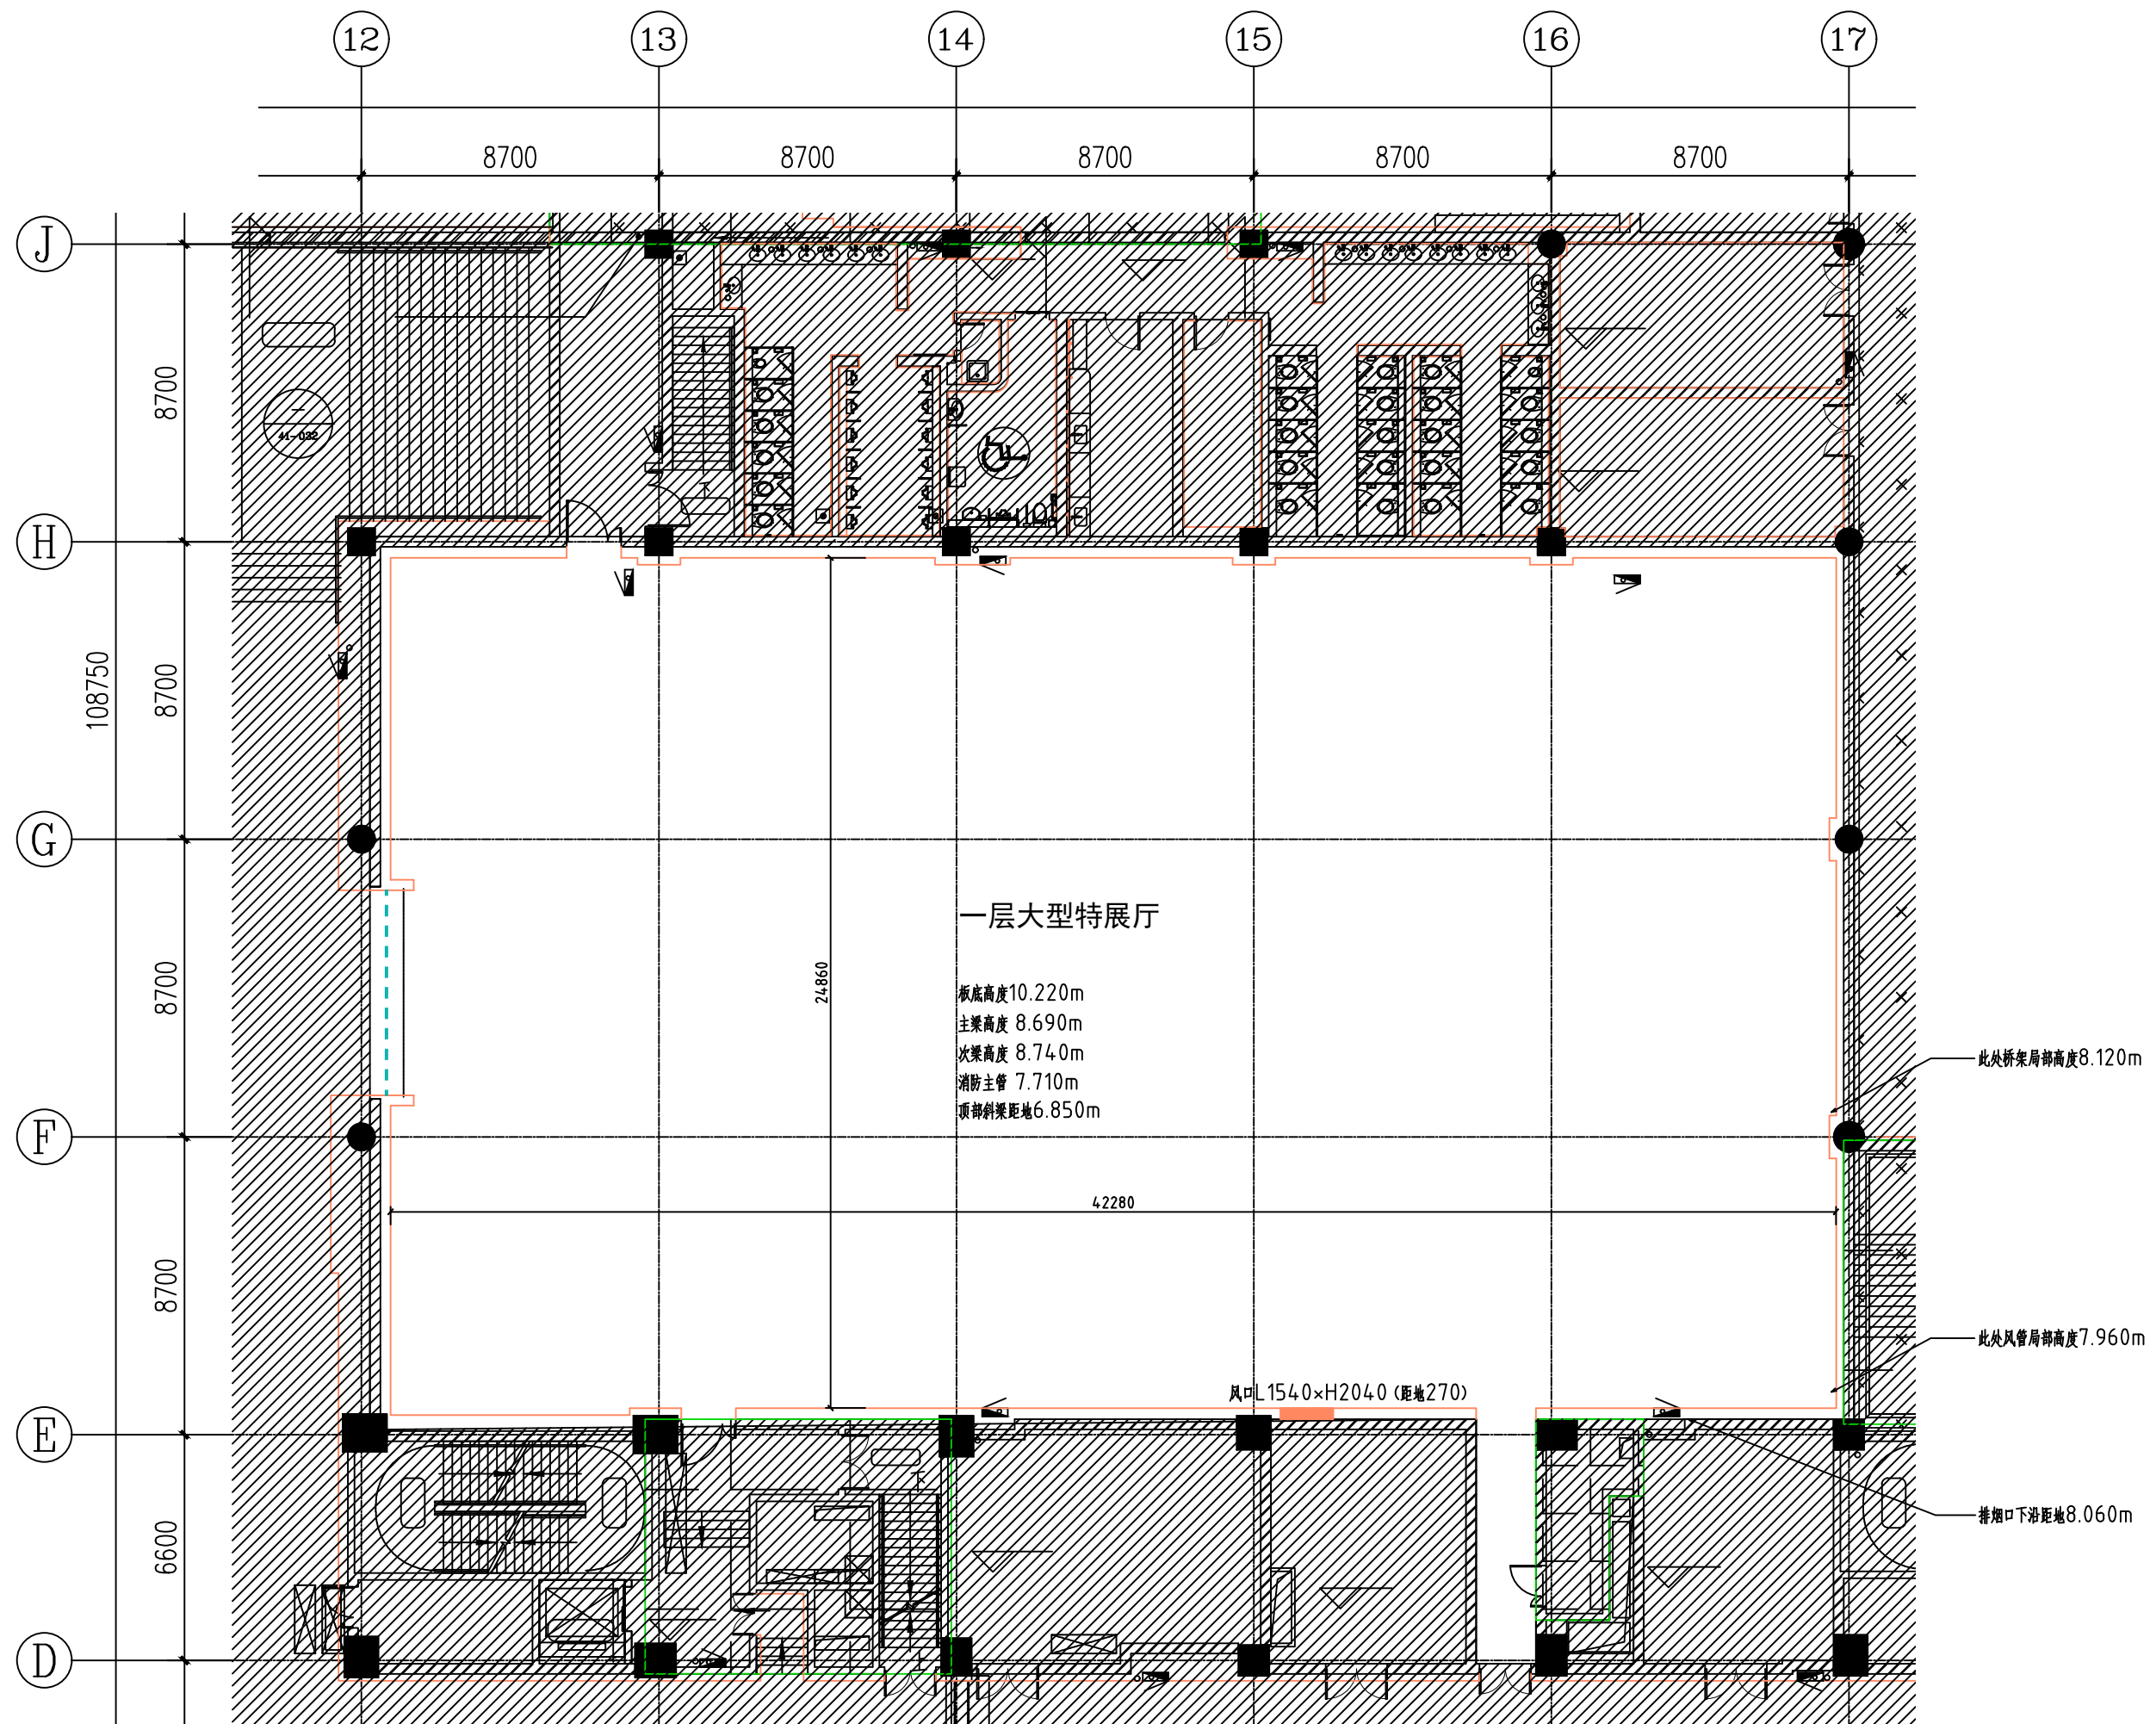 12 13 14 15 16 17
8700 8700 8700 8700 8700
J
8700
41-032
H
8700
108750
G
一层大型特展厅
8700
24860
板底高度10.220m
主梁高度 8.690m
次梁高度 8.740m
消防主管 7.710m
顶部斜梁距地6.850m
此处桥架局部高度8.120m
F
42280
8700
此处风管局部高度7.960m
风口L1540×H2040（距地270）
E
排烟口下沿距地8.060m
6600
D